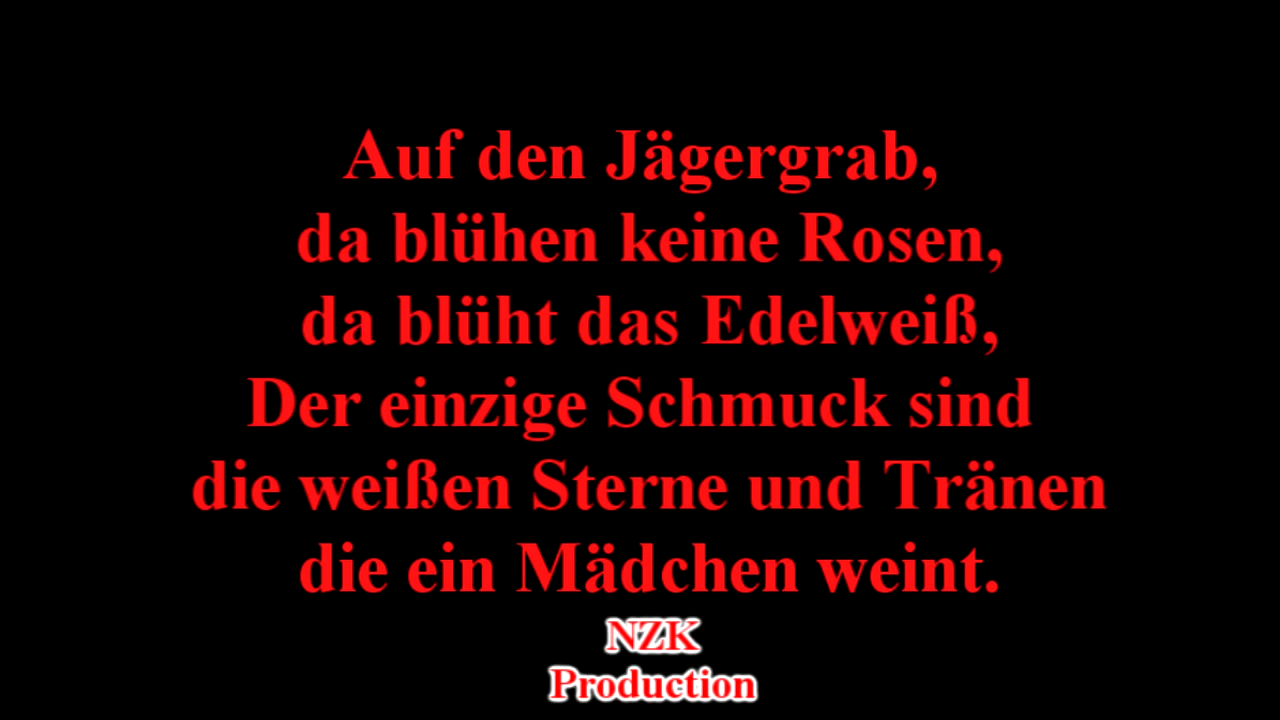 Auf den Jägergrab,
da blühen keine Rosen,
da blüht das Edelweiß,
Der einzige Schmuck sind
die weißen Sterne und Tränen
die ein Mädchen weint.
NZK
Production